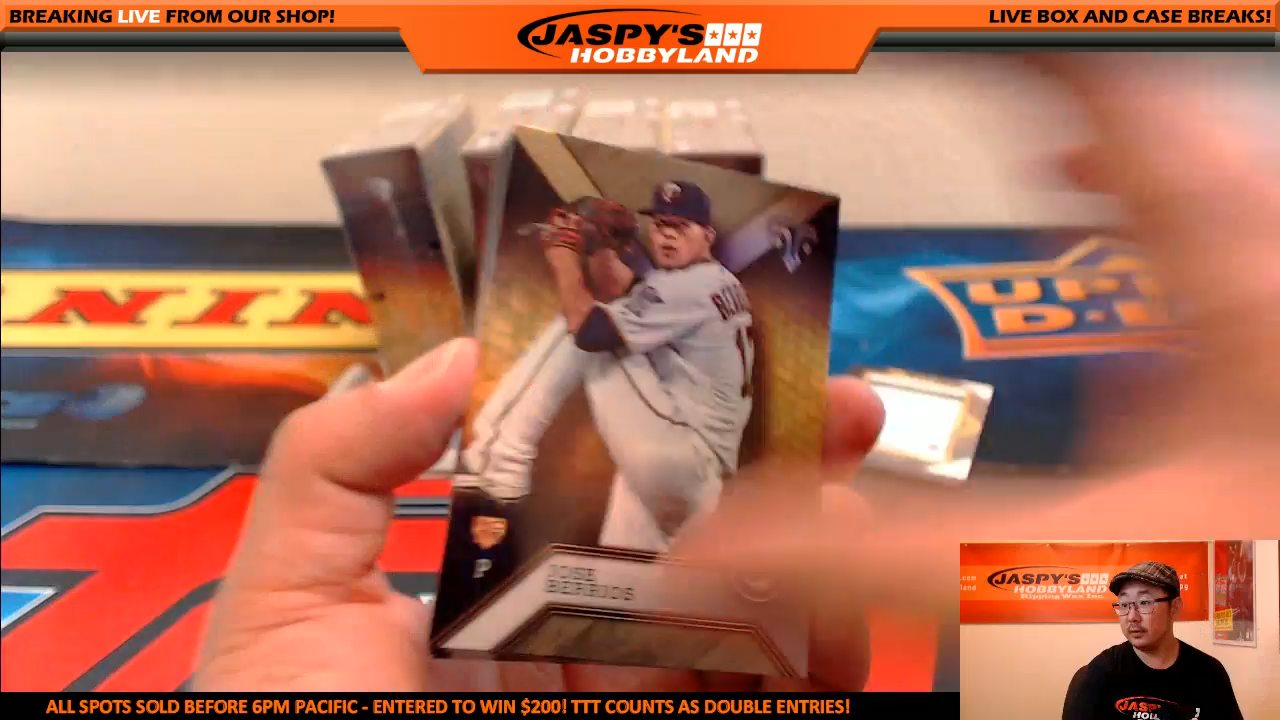 BREAKING LIVE FROM OUR SHOP!
JASPY'S
HOBBYLAND
LIVE BOX AND CASE BREAKS!
P
JOSE
BERRIOS
JASPY'S
HOBBYLAND
Ripping Wax Inc.
ALL SPOTS SOLD BEFORE 6PM PACIFIC - ENTERED TO WIN $200! TTT COUNTS AS DOUBLE ENTRIES!